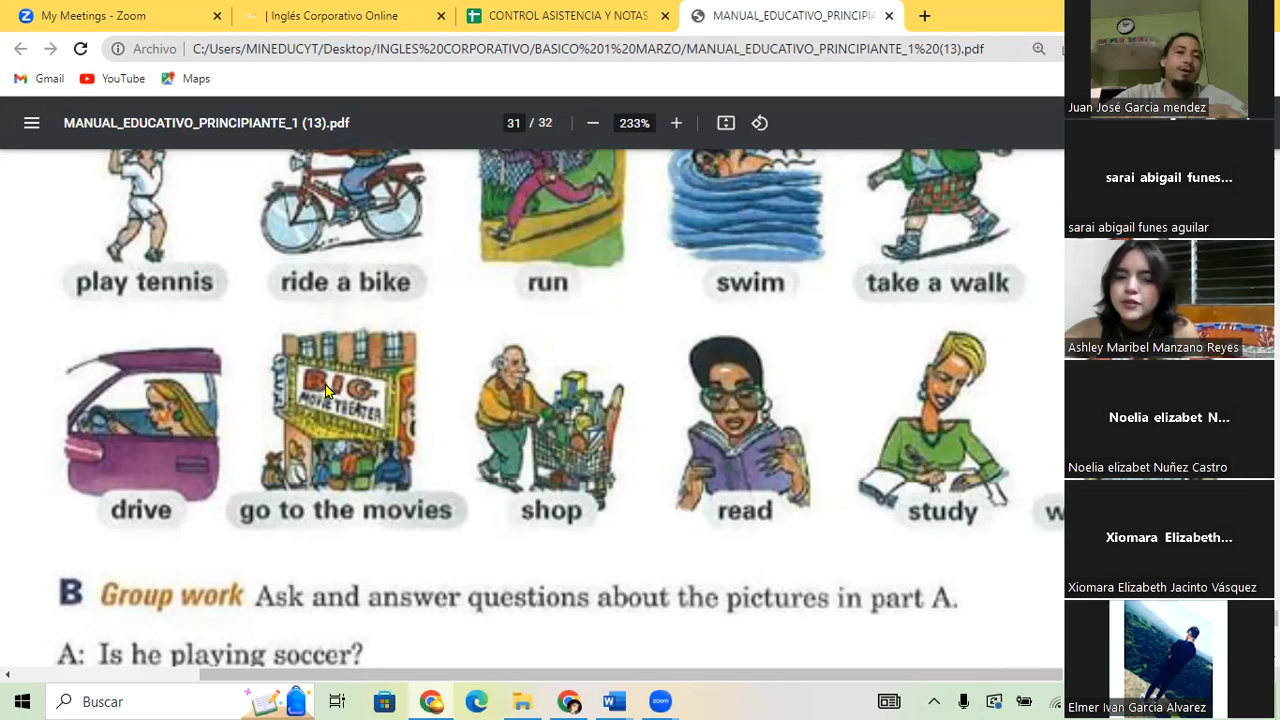 My Meetings - Zoom
| Inglés Corporativo Online
CONTROL ASISTENCIA Y NOTAS
MANUAL_EDUCATIVO_PRINCIPIA
Archivo
C:/Users/MINEDUCYT/Desktop/INGLES%20CORPORATIVO/BASICO%201%20MARZO/MANUAL_EDUCATIVO_PRINCIPIANTE_1%20(13).pdf
Gmail
YouTube
Maps
MANUAL_EDUCATIVO_PRINCIPIANTE_1 (13).pdf
31 / 32
233%
play tennis
ride a bike
run
swim
take a walk
BIG
MOVIE THEATER
drive
go to the movies
shop
read
study
w
B Group work Ask and answer questions about the pictures in part A.
A: Is he playing soccer?
Juan José García mendez
sarai abigail funes...
sarai abigail funes aguilar
Ashley Maribel Manzano Reyes
Noelia elizabet N...
Noelia elizabet Nuñez Castro
Xiomara Elizabeth...
Xiomara Elizabeth Jacinto Vásquez
Elmer Ivan García Alvarez
Buscar
zoom